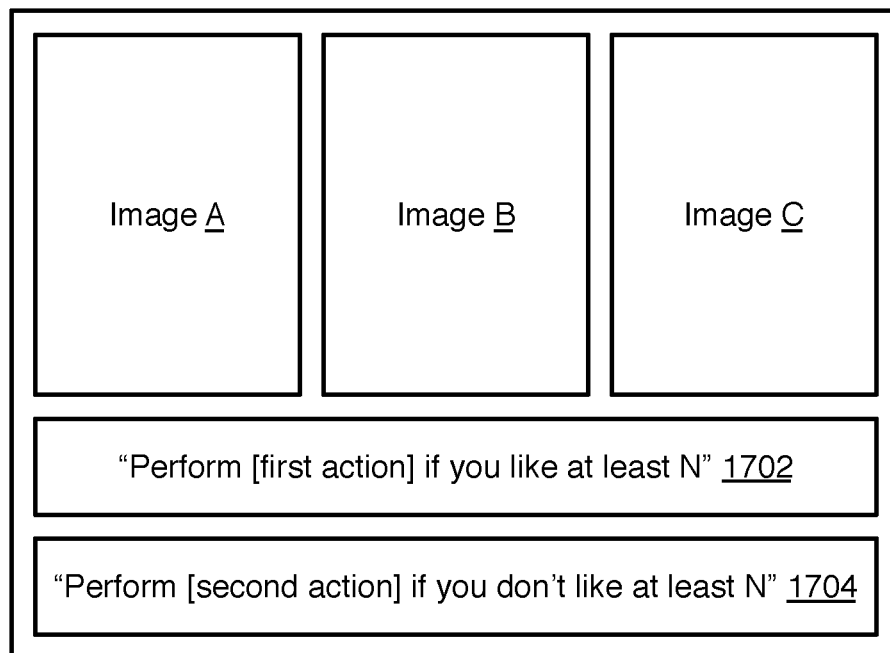 Image A
Image B
Image C
“Perform [first action] if you like at least N” 1702
“Perform [second action] if you don’t like at least N” 1704